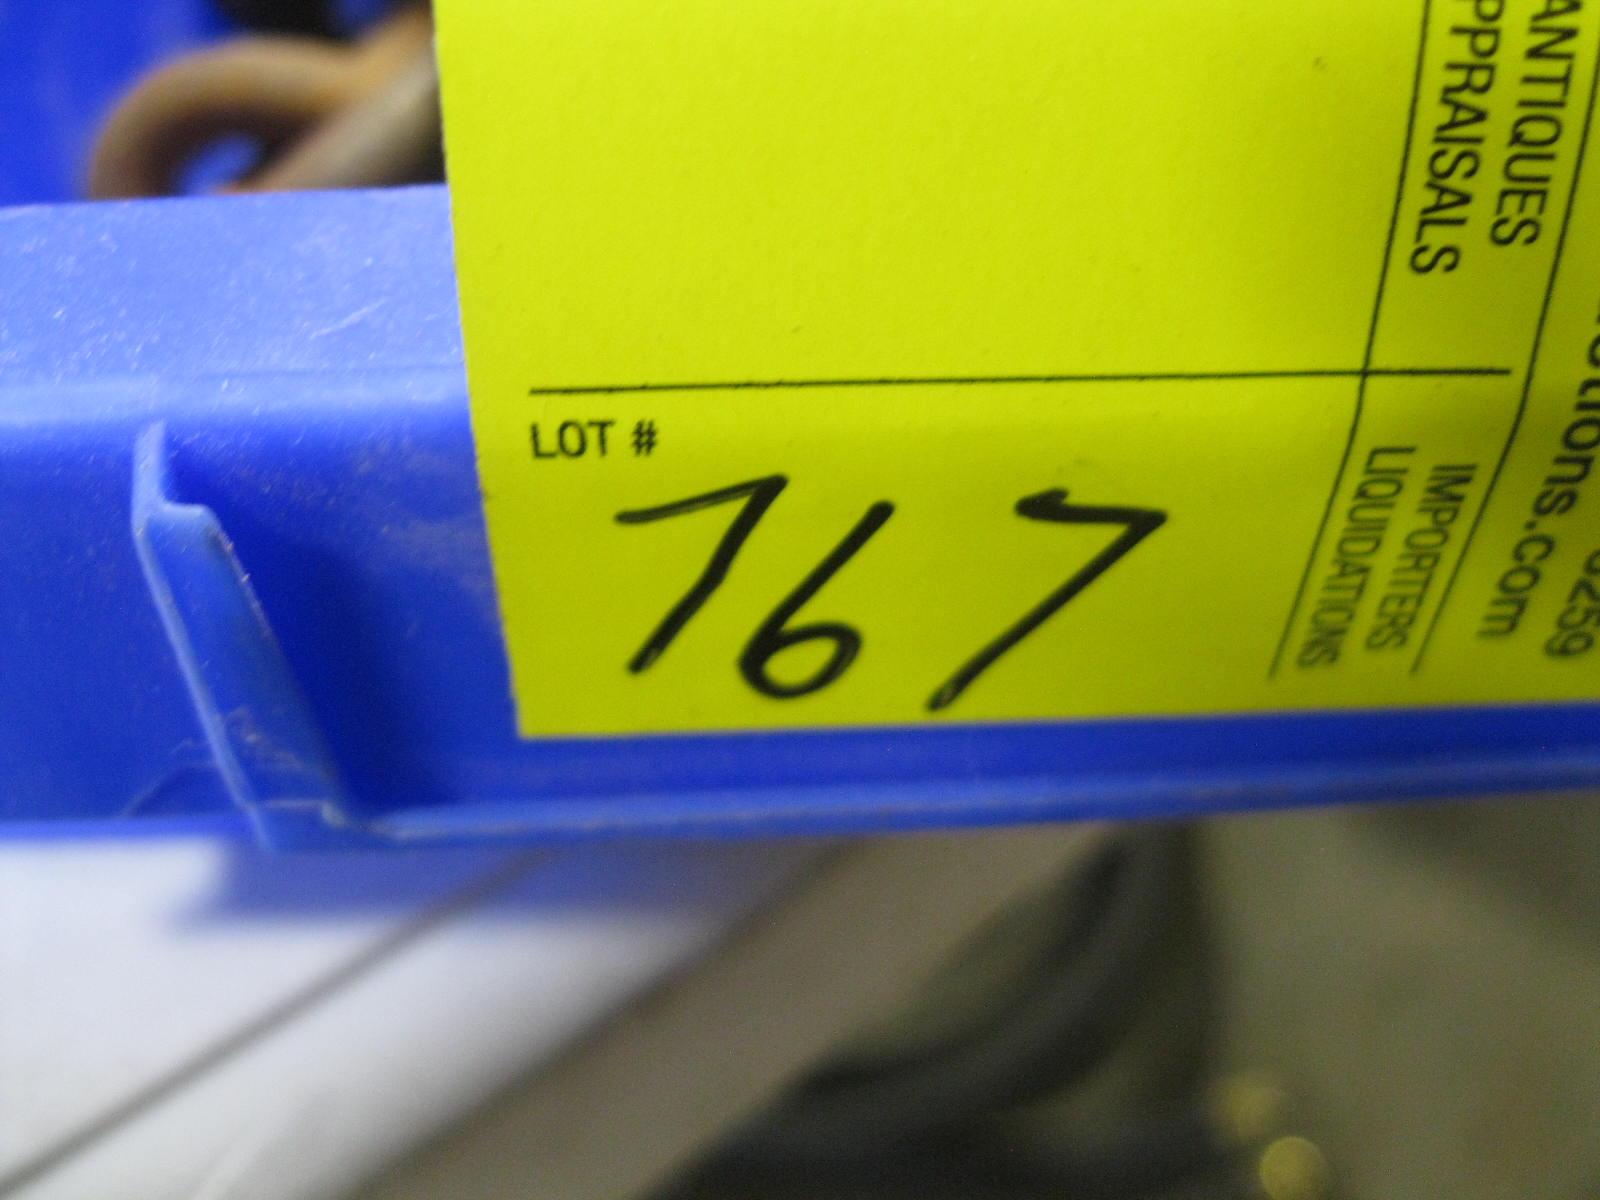 LOT #
767
ANTIQUES
APPRAISALS
IMPORTERS
LIQUIDATIONS